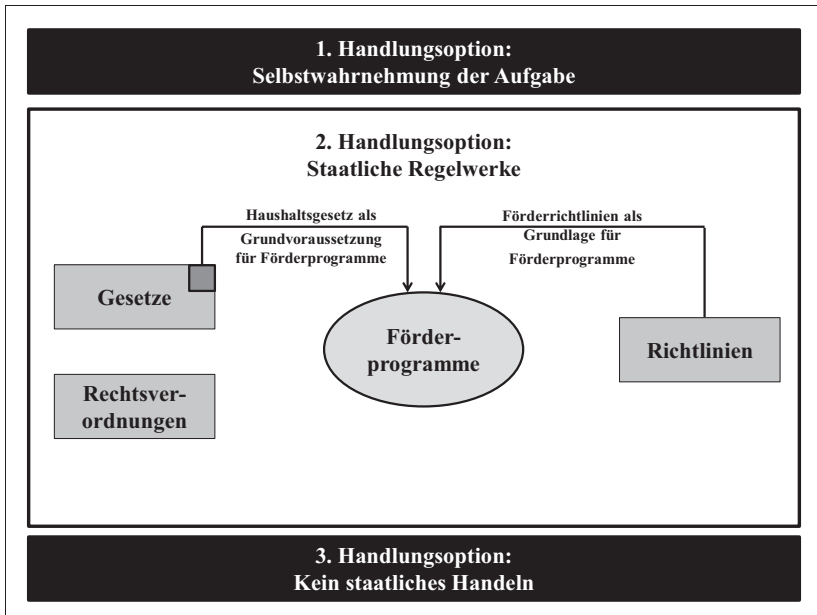 1. Handlungsoption:
Selbstwahrnehmung der Aufgabe
2. Handlungsoption:
Staatliche Regelwerke
Haushaltsgesetz als
Grundvoraussetzung
für Förderprogramme
Förderrichtlinien als
Grundlage für
Förderprogramme
Gesetze
Förder-
programme
Richtlinien
Rechtsver-
ordnungen
3. Handlungsoption:
Kein staatliches Handeln